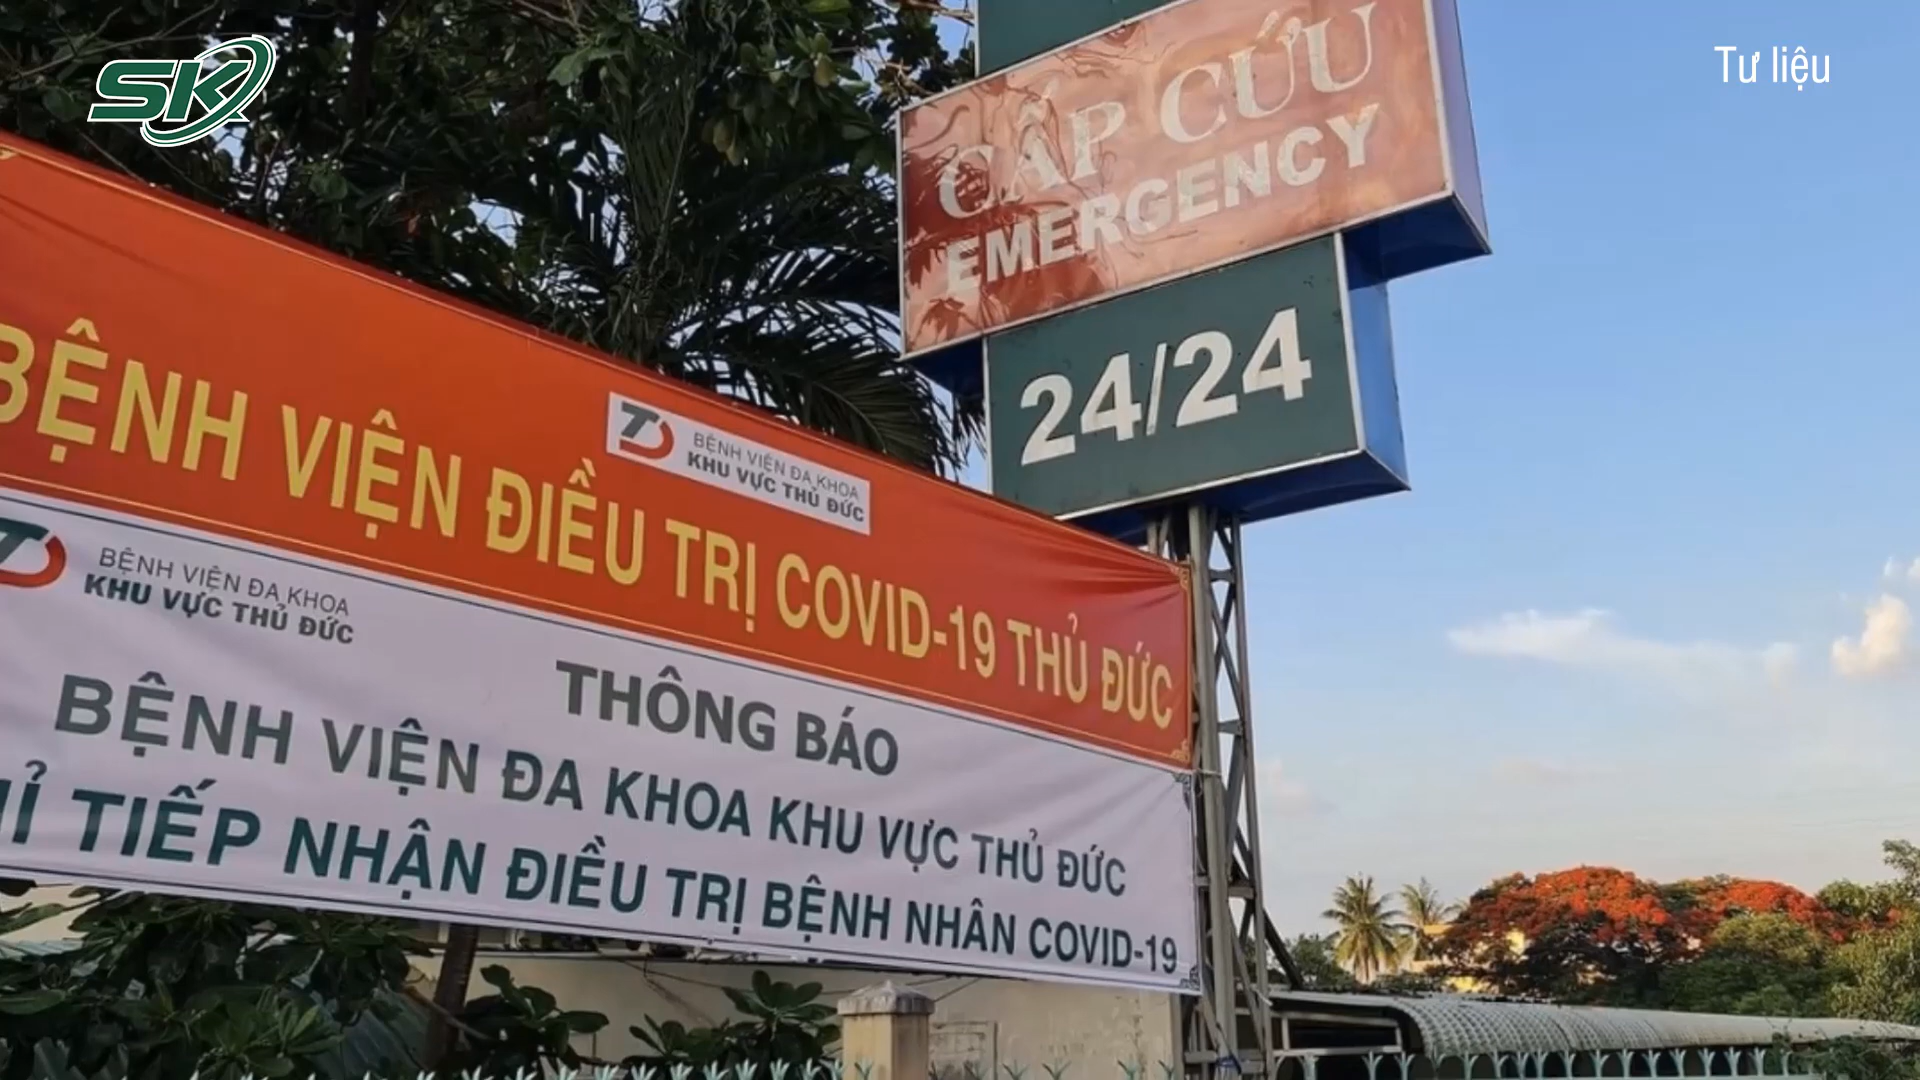 SK
Tư liệu
CẤP CỨU
EMERGENCY
24/24
BỆNH VIỆN ĐA KHOA
KHU VỰC THỦ ĐỨC
BỆNH VIỆN ĐIỀU TRỊ COVID-19 THỦ ĐỨC
BỆNH VIỆN ĐA KHOA
KHU VỰC THỦ ĐỨC
THÔNG BÁO
BỆNH VIỆN ĐA KHOA KHU VỰC THỦ ĐỨC
TIẾP NHẬN ĐIỀU TRỊ BỆNH NHÂN COVID-19